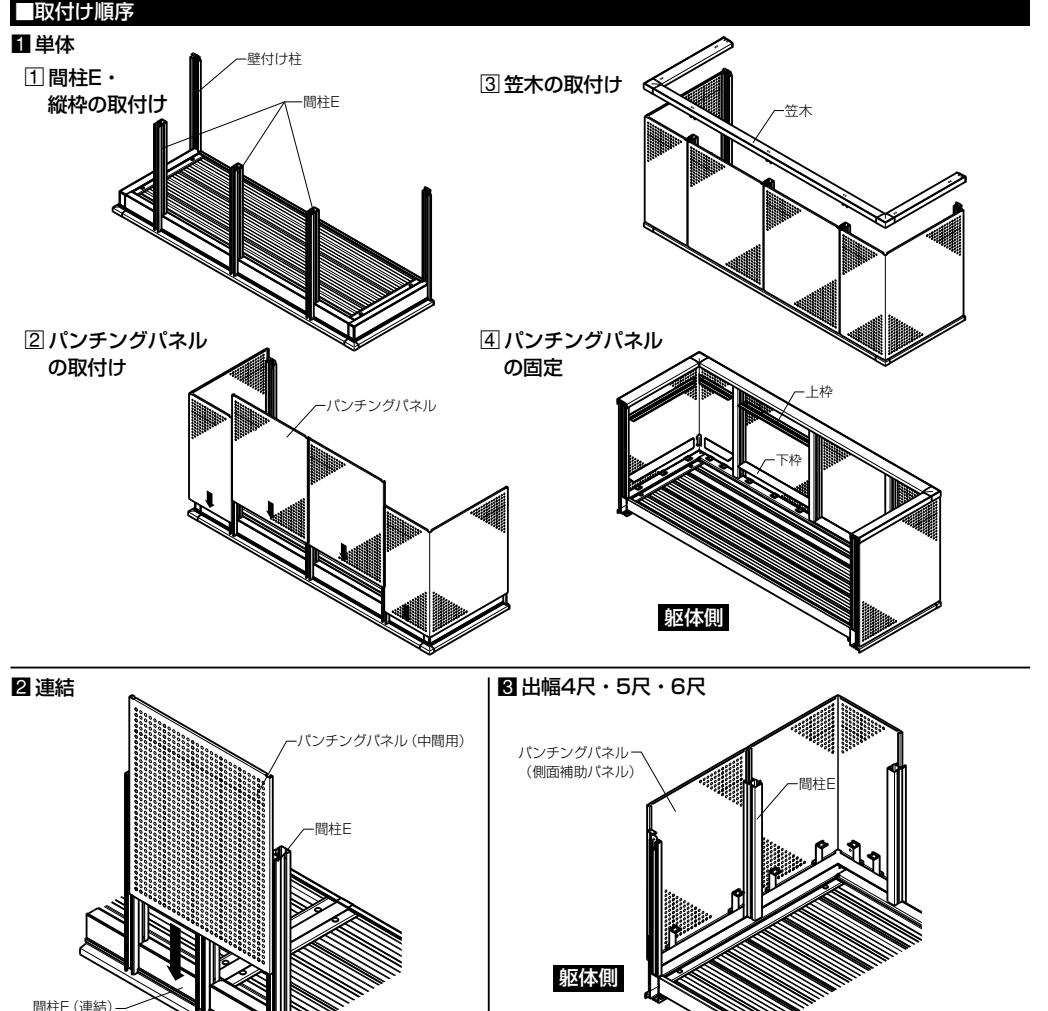 ■取付け順序
1 単体
1 間柱E・
縦枠の取付け
壁付け柱
間柱E
2 パンチングパネル
の取付け
パンチングパネル
3 笠木の取付け
笠木
4 パンチングパネル
の固定
上枠
下枠
躯体側
2 連結
パンチングパネル（中間用）
間柱E
間柱E（連結）
3 出幅4尺・5尺・6尺
パンチングパネル
（側面補助パネル）
間柱E
躯体側